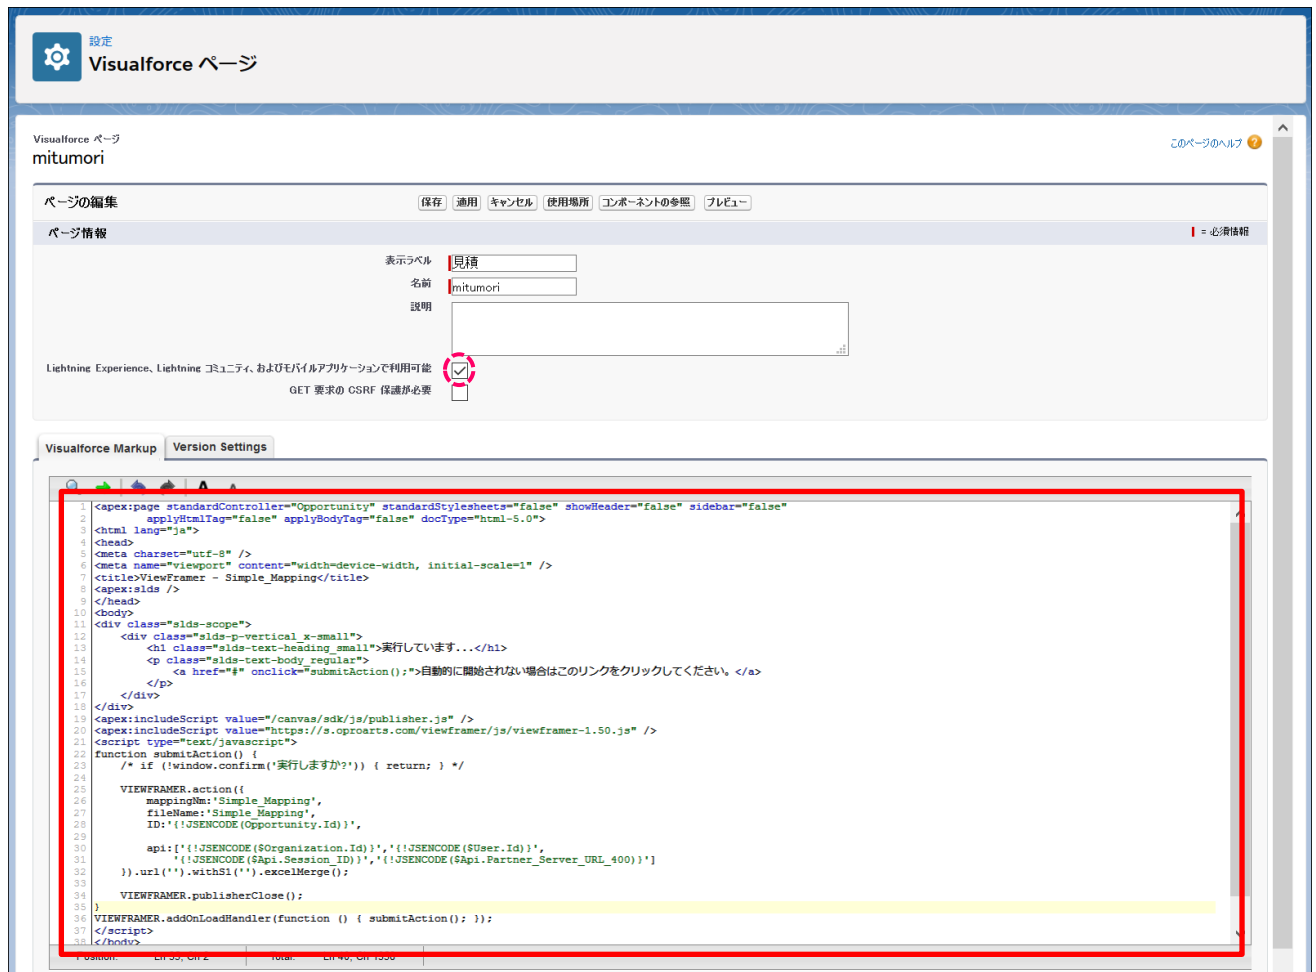 設定
Visualforce ページ
Visualforce ページ
mitumori
このページのヘルプ
ページの編集
保存 適用 キャンセル 使用場所 コンポーネントの参照 プレビュー
ページ情報
= 必須情報
表示ラベル 見積
名前 mitumori
説明
Lightning Experience、Lightning コミュニティ、およびモバイルアプリケーションで利用可能
GET 要求の CSRF 保護が必要
Visualforce Markup Version Settings
1 <apex:page standardController="Opportunity" standardStylesheets="false" showHeader="false" sidebar="false"
2 applyHtmlTag="false" applyBodyTag="false" docType="html-5.0">
3 <html lang="ja">
4 <head>
5 <meta charset="utf-8" />
6 <meta name="viewport" content="width=device-width, initial-scale=1" />
7 <title>ViewFramer - Simple_Mapping</title>
8 <apex:slds />
9 </head>
10 <body>
11 <div class="slds-scope">
12 <div class="slds-p-vertical_x-small">
13 <h1 class="slds-text-heading_small">実行しています...</h1>
14 <p class="slds-text-body_regular">
15 <a href="#" onclick="submitAction();">自動的に開始されない場合はこのリンクをクリックしてください。</a>
16 </p>
17 </div>
18 </div>
19 <apex:includeScript value="/canvas/sdk/js/publisher.js" />
20 <apex:includeScript value="https://s.oproarts.com/viewframer/js/viewframer-1.50.js" />
21 <script type="text/javascript">
22 function submitAction() {
23 /* if (!window.confirm('実行しますか?')) { return; } */
24
25 VIEWFRAMER.action({
26 mappingNm:'Simple_Mapping',
27 fileName:'Simple_Mapping',
28 ID:'{!JSENCODE(Opportunity.Id)}',
29
30 api:['{!JSENCODE($Organization.Id)}','{!JSENCODE($User.Id)}',
31 '{!JSENCODE($Api.Session_ID)}','{!JSENCODE($Api.Partner_Server_URL_400)}']
32 }).url('').withS1('').excelMerge();
33
34 VIEWFRAMER.publisherClose();
35 }
36 VIEWFRAMER.addOnLoadHandler(function () { submitAction(); });
37 </script>
38 </body>